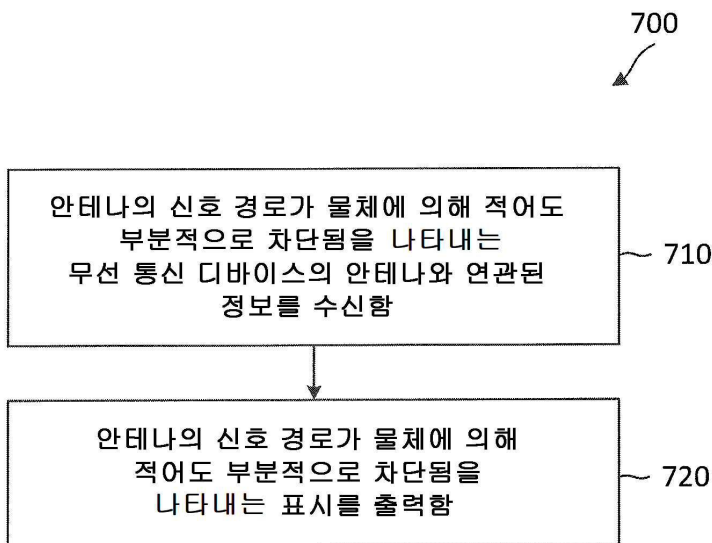 700
안테나의 신호 경로가 물체에 의해 적어도
부분적으로 차단됨을 나타내는
무선 통신 디바이스의 안테나와 연관된
정보를 수신함
710
안테나의 신호 경로가 물체에 의해
적어도 부분적으로 차단됨을
나타내는 표시를 출력함
720